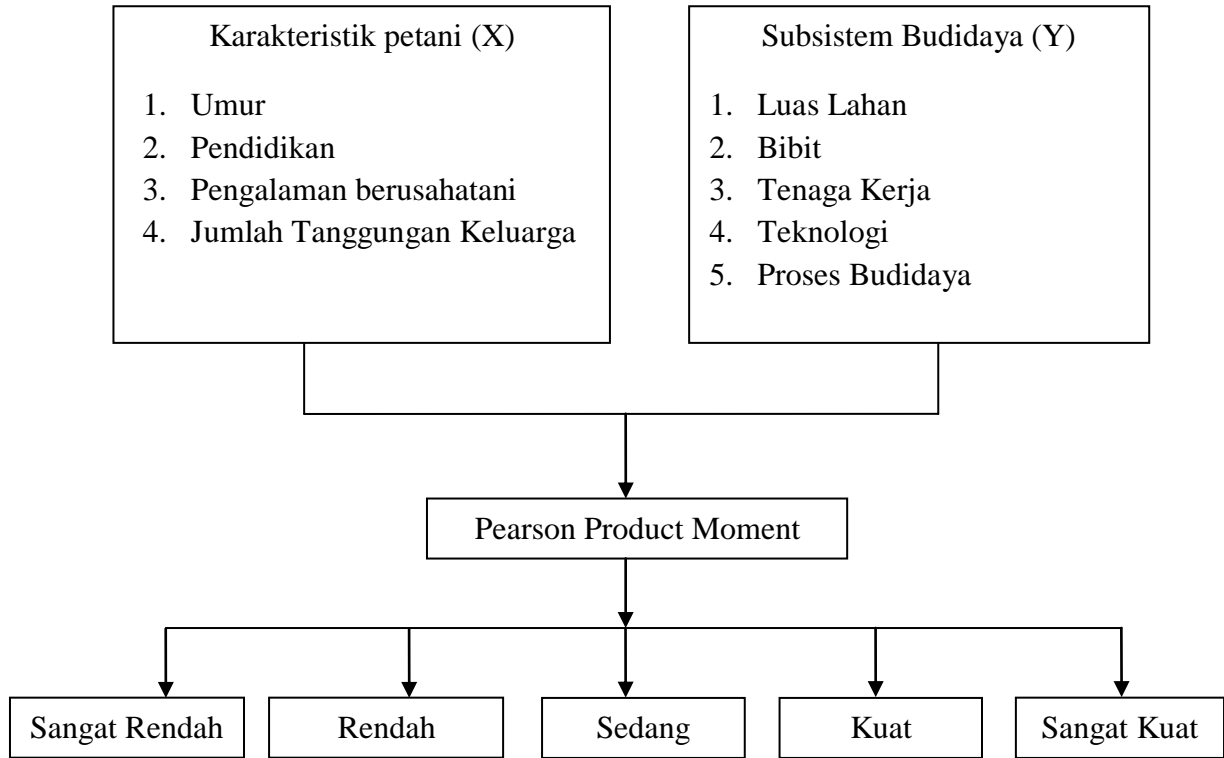 Karakteristik petani (X)
1. Umur
2. Pendidikan
3. Pengalaman berusahatani
4. Jumlah Tanggungan Keluarga
Subsistem Budidaya (Y)
1. Luas Lahan
2. Bibit
3. Tenaga Kerja
4. Teknologi
5. Proses Budidaya
Pearson Product Moment
Sangat Rendah
Rendah
Sedang
Kuat
Sangat Kuat